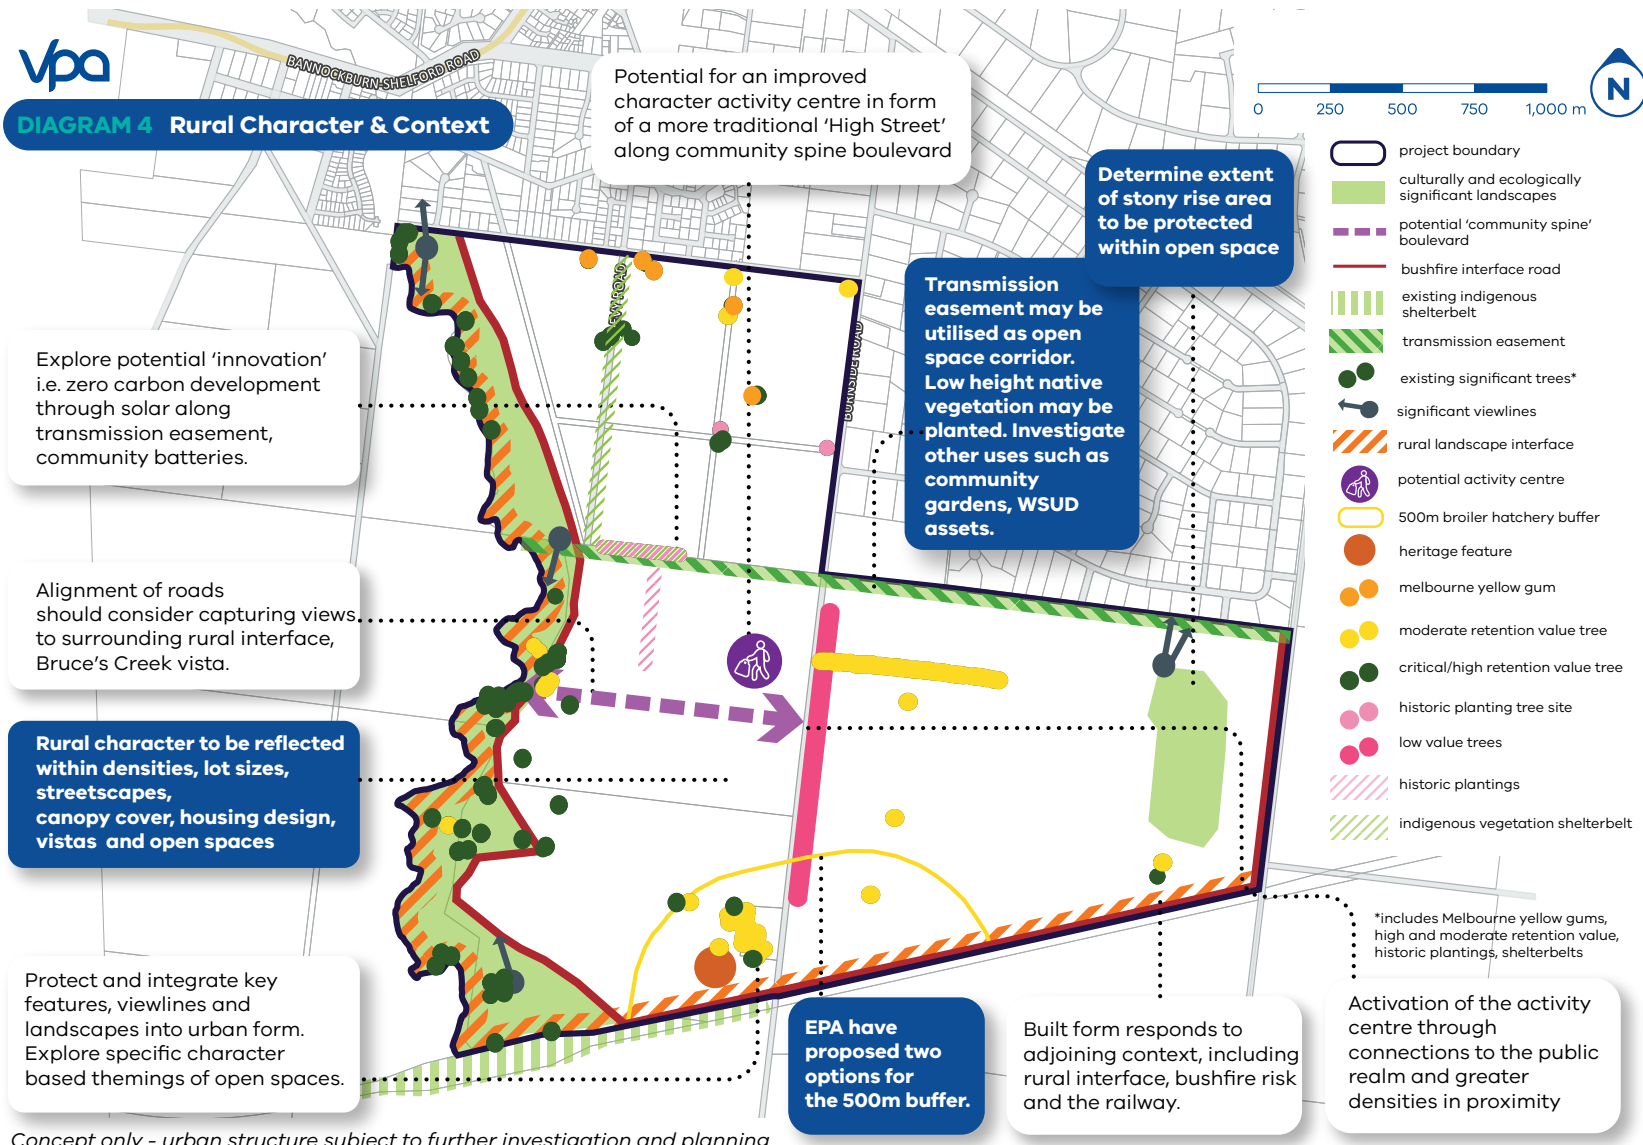 vpa
BANNOCKBURN-SHELFORD ROAD
DIAGRAM 4 Rural Character & Context
Potential for an improved
character activity centre in form
of a more traditional ‘High Street’
along community spine boulevard
0 250 500 750 1,000 m
N
Determine extent
of stony rise area
to be protected
within open space
Transmission
easement may be
utilised as open
space corridor.
Low height native
vegetation may be
planted. Investigate
other uses such as
community
gardens, WSUD
assets.
BURNSIDE ROAD
ROAD
project boundary
culturally and ecologically
significant landscapes
potential ‘community spine’
boulevard
bushfire interface road
existing indigenous
shelterbelt
transmission easement
existing significant trees*
significant viewlines
rural landscape interface
potential activity centre
500m broiler hatchery buffer
heritage feature
melbourne yellow gum
moderate retention value tree
critical/high retention value tree
historic planting tree site
low value trees
historic plantings
indigenous vegetation shelterbelt
*includes Melbourne yellow gums,
high and moderate retention value,
historic plantings, shelterbelts
Explore potential ‘innovation’
i.e. zero carbon development
through solar along
transmission easement,
community batteries.
Alignment of roads
should consider capturing views
to surrounding rural interface,
Bruce’s Creek vista.
Rural character to be reflected
within densities, lot sizes,
streetscapes,
canopy cover, housing design,
vistas and open spaces
Protect and integrate key
features, viewlines and
landscapes into urban form.
Explore specific character
based themings of open spaces.
EPA have
proposed two
options for
the 500m buffer.
Built form responds to
adjoining context, including
rural interface, bushfire risk
and the railway.
Activation of the activity
centre through
connections to the public
realm and greater
densities in proximity
Concept only - urban structure subject to further investigation and planning